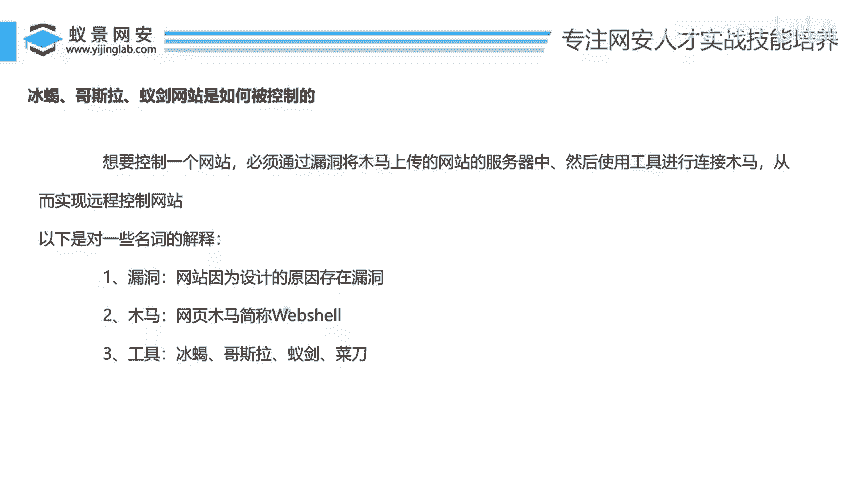 蚁景网安
www.yijinglab.com
专注网安人才实战技能培养
冰蝎、哥斯拉、蚁剑网站是如何被控制的
想要控制一个网站，必须通过漏洞将木马上传的网站的服务器中、然后使用工具进行连接木马，从
而实现远程控制网站
以下是对一些名词的解释：
1、漏洞：网站因为设计的原因存在漏洞
2、木马：网页木马简称Webshell
3、工具：冰蝎、哥斯拉、蚁剑、菜刀